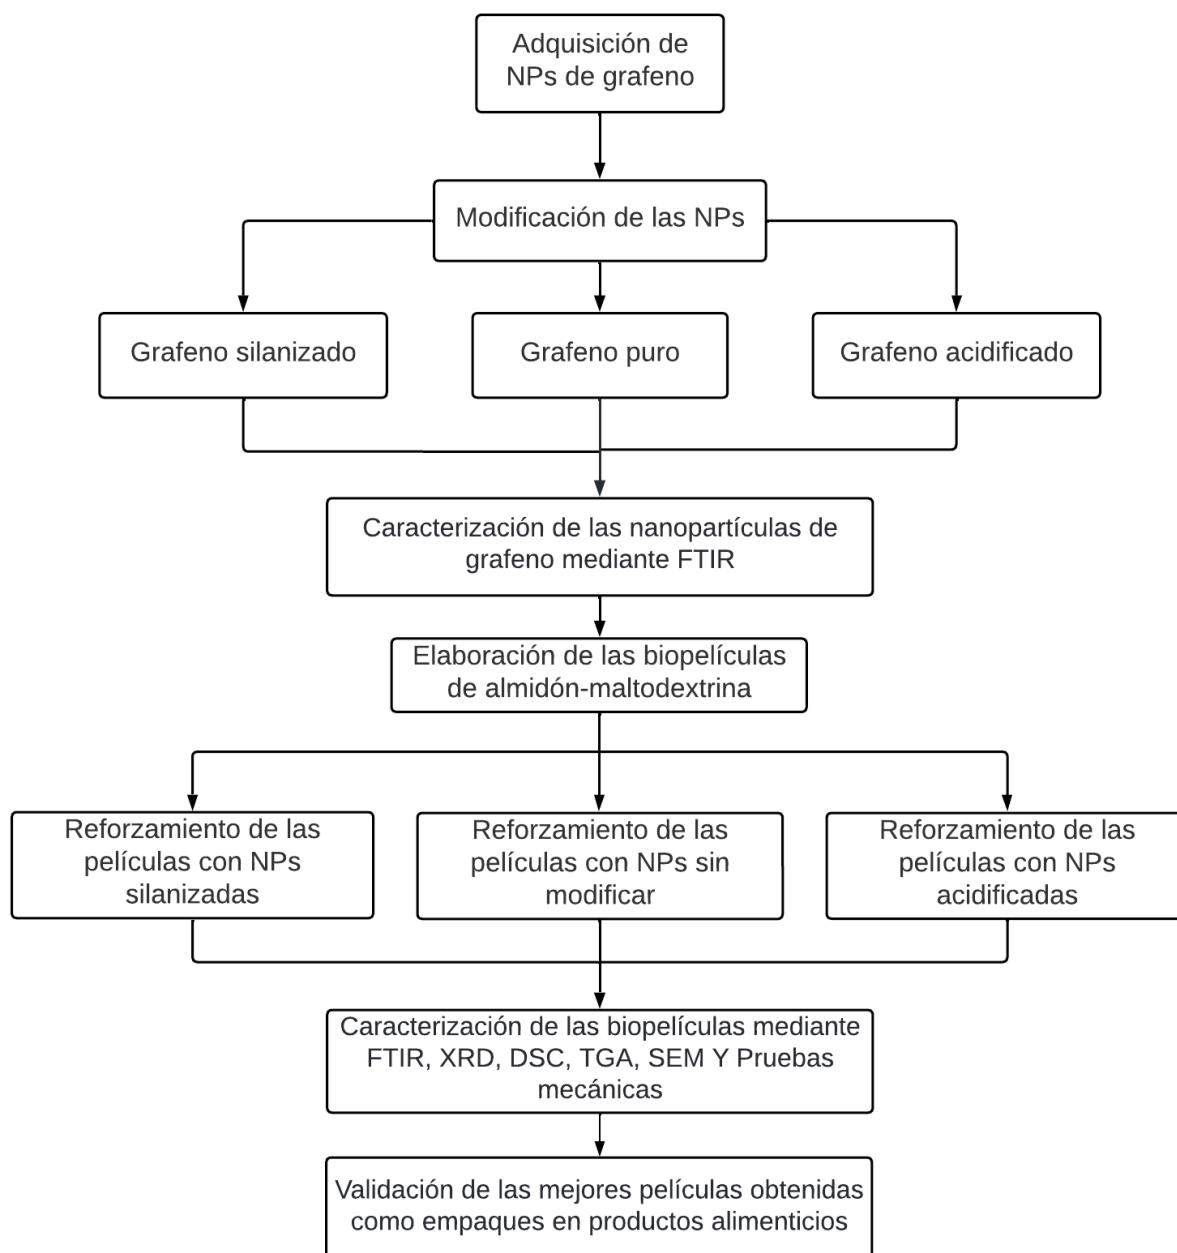 Adquisición de
NPs de grafeno
Modificación de las NPs
Grafeno silanizado
Grafeno puro
Grafeno acidificado
Caracterización de las nanopartículas de
grafeno mediante FTIR
Elaboración de las biopelículas
de almidón-maltodextrina
Reforzamiento de las
películas con NPs
silanizadas
Reforzamiento de las
películas con NPs sin
modificar
Reforzamiento de las
películas con NPs
acidificadas
Caracterización de las biopelículas mediante
FTIR, XRD, DSC, TGA, SEM Y Pruebas
mecánicas
Validación de las mejores películas obtenidas
como empaques en productos alimenticios